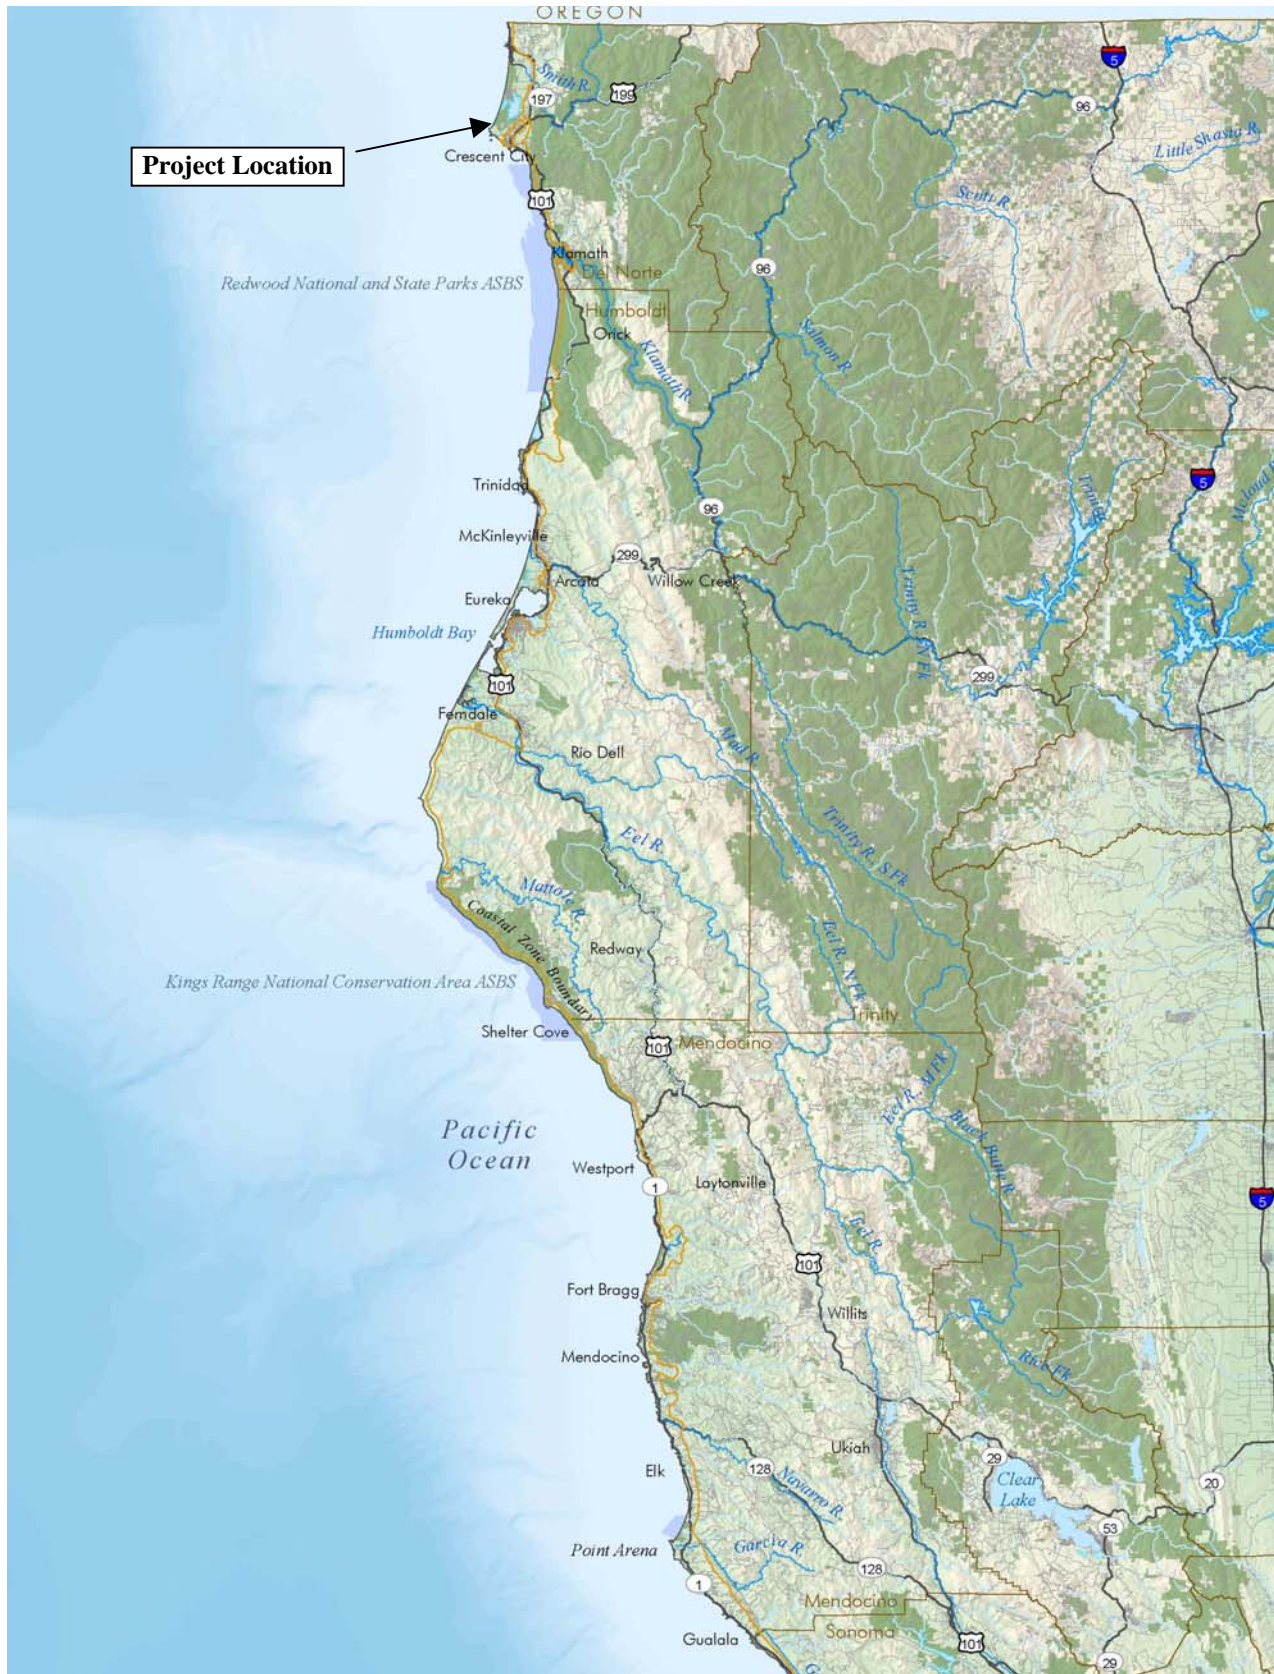 OREGON
5
Smith R.
197
199
96
Project Location
Crescent City
Little Shasta R.
101
Scott R.
Klamath
Del Norte
96
Redwood National and State Parks ASBS
Humboldt
Orick
Klamath R.
Salmon R.
Trinidad
96
5
McKinleyville
299
Arcata
Willow Creek
Eureka
Trinity R., N Fk
Humboldt Bay
299
101
Ferndale
Rio Dell
Mad R.
Eel R.
Trinity R., S Fk
Mattole R.
Coastal Zone Boundary
Redway
Eel R., N Fk
Kings Range National Conservation Area ASBS
Trinity
Shelter Cove
101
Mendocino
Eel R., M Fk
Pacific
Ocean
Black Butte R.
Westport
1
Laytonville
5
Eel R.
101
Fort Bragg
Willits
Mendocino
Rice Fk
Ukiah
29
Elk
128
Navarro R.
Clear
Lake
20
53
Point Arena
Garcia R.
1
128
Mendocino
Sonoma
Gualala
101
29